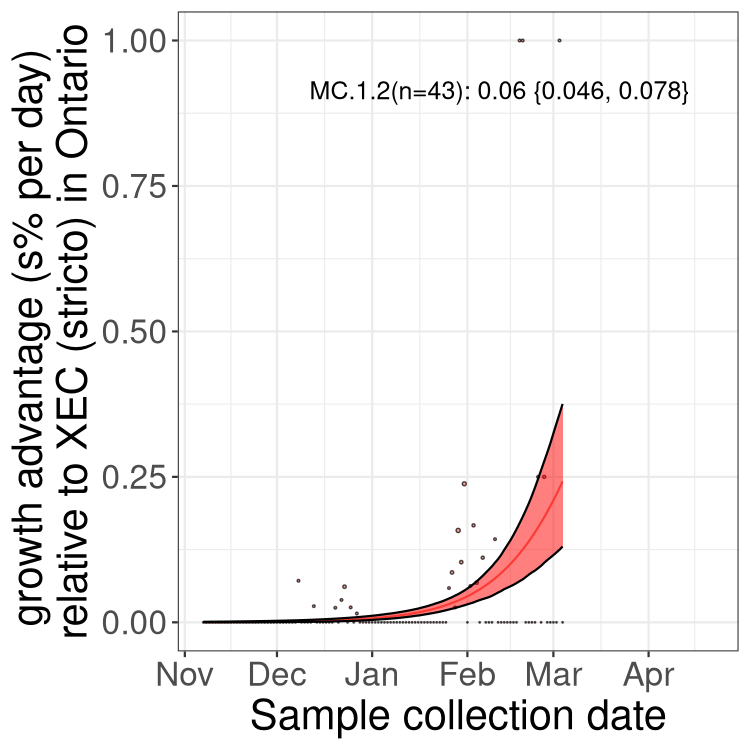 growth advantage (s% per day)
relative to XEC (stricto) in Ontario
1.00
0.75
0.50
0.25
0.00
MC.1.2(n=43): 0.06 {0.046, 0.078}
Nov Dec Jan Feb Mar Apr
Sample collection date